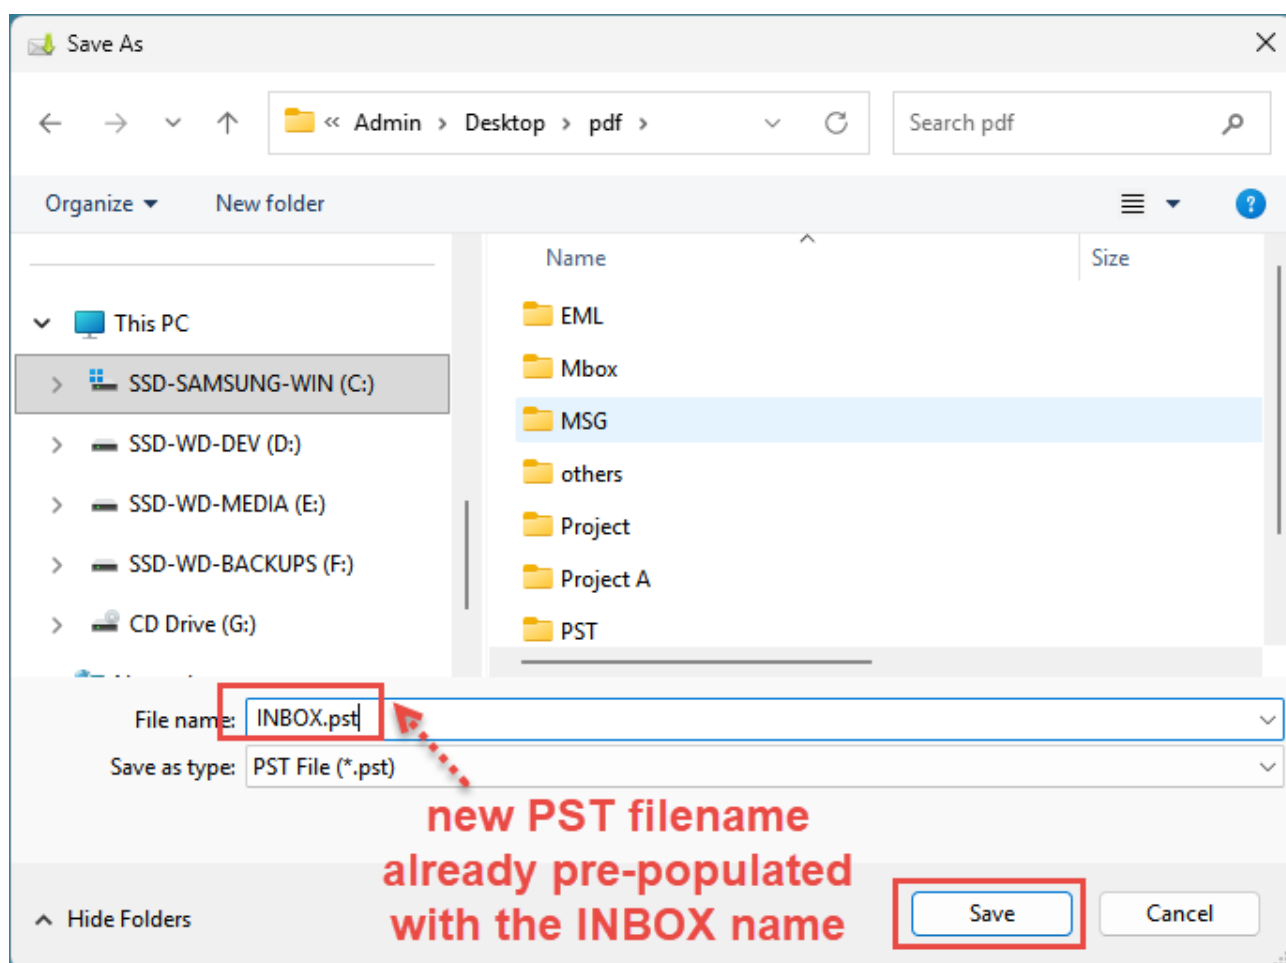 Save As
« Admin > Desktop > pdf >
Search pdf
Organize
New folder
Name
Size
This PC
SSD-SAMSUNG-WIN (C:)
SSD-WD-DEV (D:)
SSD-WD-MEDIA (E:)
SSD-WD-BACKUPS (F:)
CD Drive (G:)
EML
Mbox
MSG
others
Project
Project A
PST
File name: INBOX.pst
Save as type: PST File (*.pst)
new PST filename
already pre-populated
with the INBOX name
Hide Folders
Save
Cancel